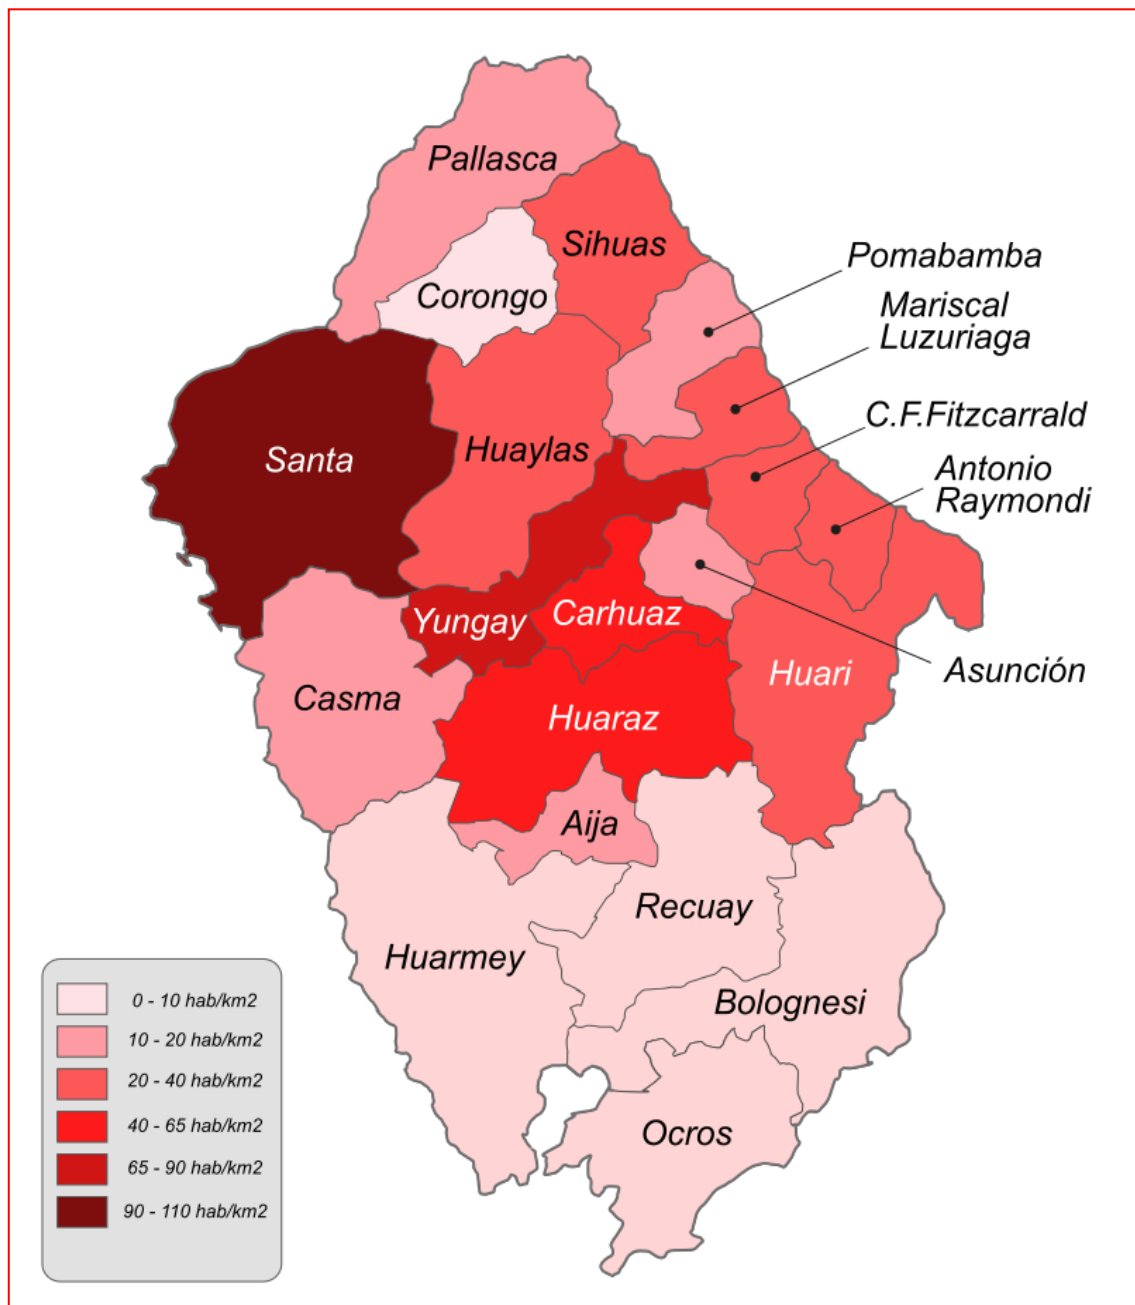 Pallasca
Sihuas
Pomabamba
Corongo
Mariscal
Luzuriaga
C.F.Fitzcarrald
Santa
Huaylas
Antonio
Raymondi
Yungay
Carhuaz
Asunción
Huari
Casma
Huaraz
Aija
Recuay
Huarmey
Bolognesi
Ocros
0 - 10 hab/km2
10 - 20 hab/km2
20 - 40 hab/km2
40 - 65 hab/km2
65 - 90 hab/km2
90 - 110 hab/km2